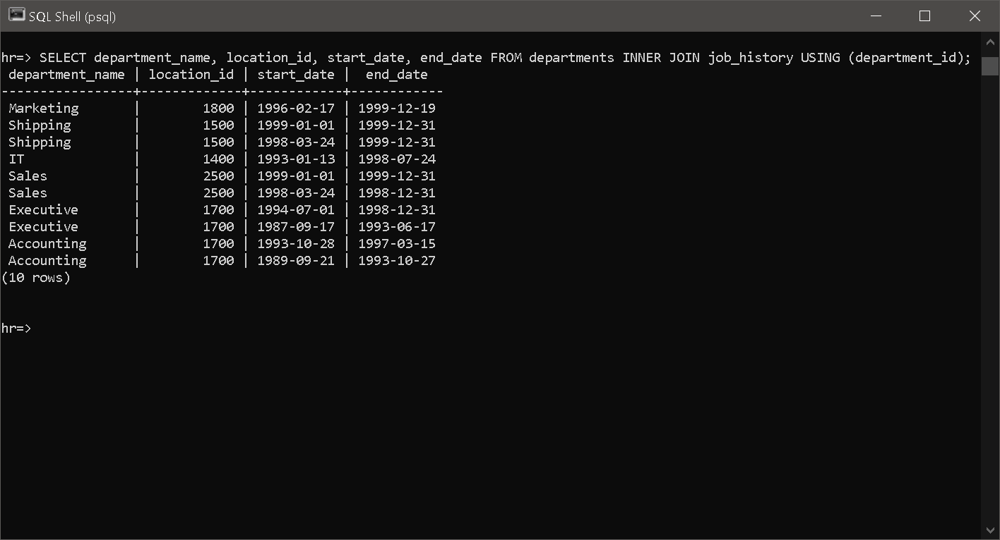 SQL Shell (psql)
hr=> SELECT department_name, location_id, start_date, end_date FROM departments INNER JOIN job_history USING (department_id);
 department_name | location_id | start_date |  end_date
-----------------+-------------+------------+------------
 Marketing       |        1800 | 1996-02-17 | 1999-12-19
 Shipping        |        1500 | 1999-01-01 | 1999-12-31
 Shipping        |        1500 | 1998-03-24 | 1999-12-31
 IT              |        1400 | 1993-01-13 | 1998-07-24
 Sales           |        2500 | 1999-01-01 | 1999-12-31
 Sales           |        2500 | 1998-03-24 | 1998-12-31
 Executive       |        1700 | 1994-07-01 | 1998-12-31
 Executive       |        1700 | 1987-09-17 | 1993-06-17
 Accounting      |        1700 | 1993-10-28 | 1997-03-15
 Accounting      |        1700 | 1989-09-21 | 1993-10-27
(10 rows)
hr=>